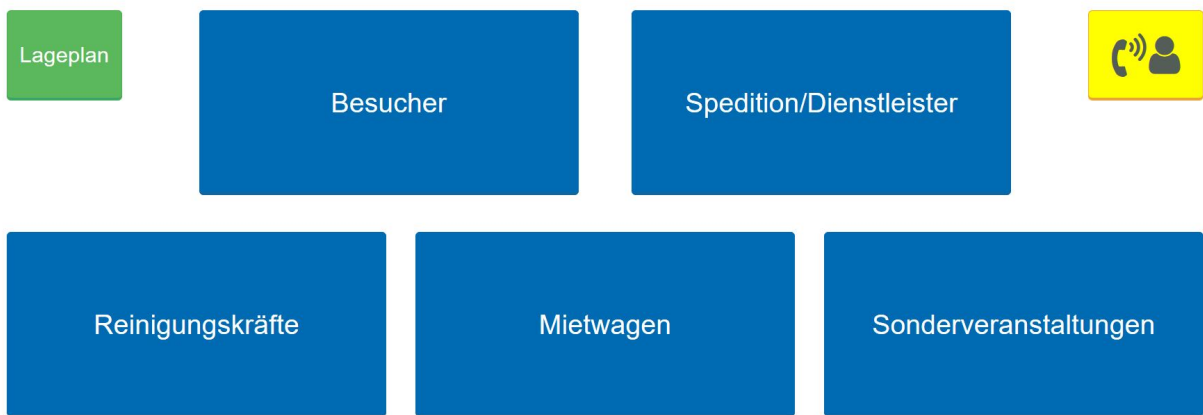 Lageplan
Besucher
Spedition/Dienstleister
Reinigungskräfte
Mietwagen
Sonderveranstaltungen